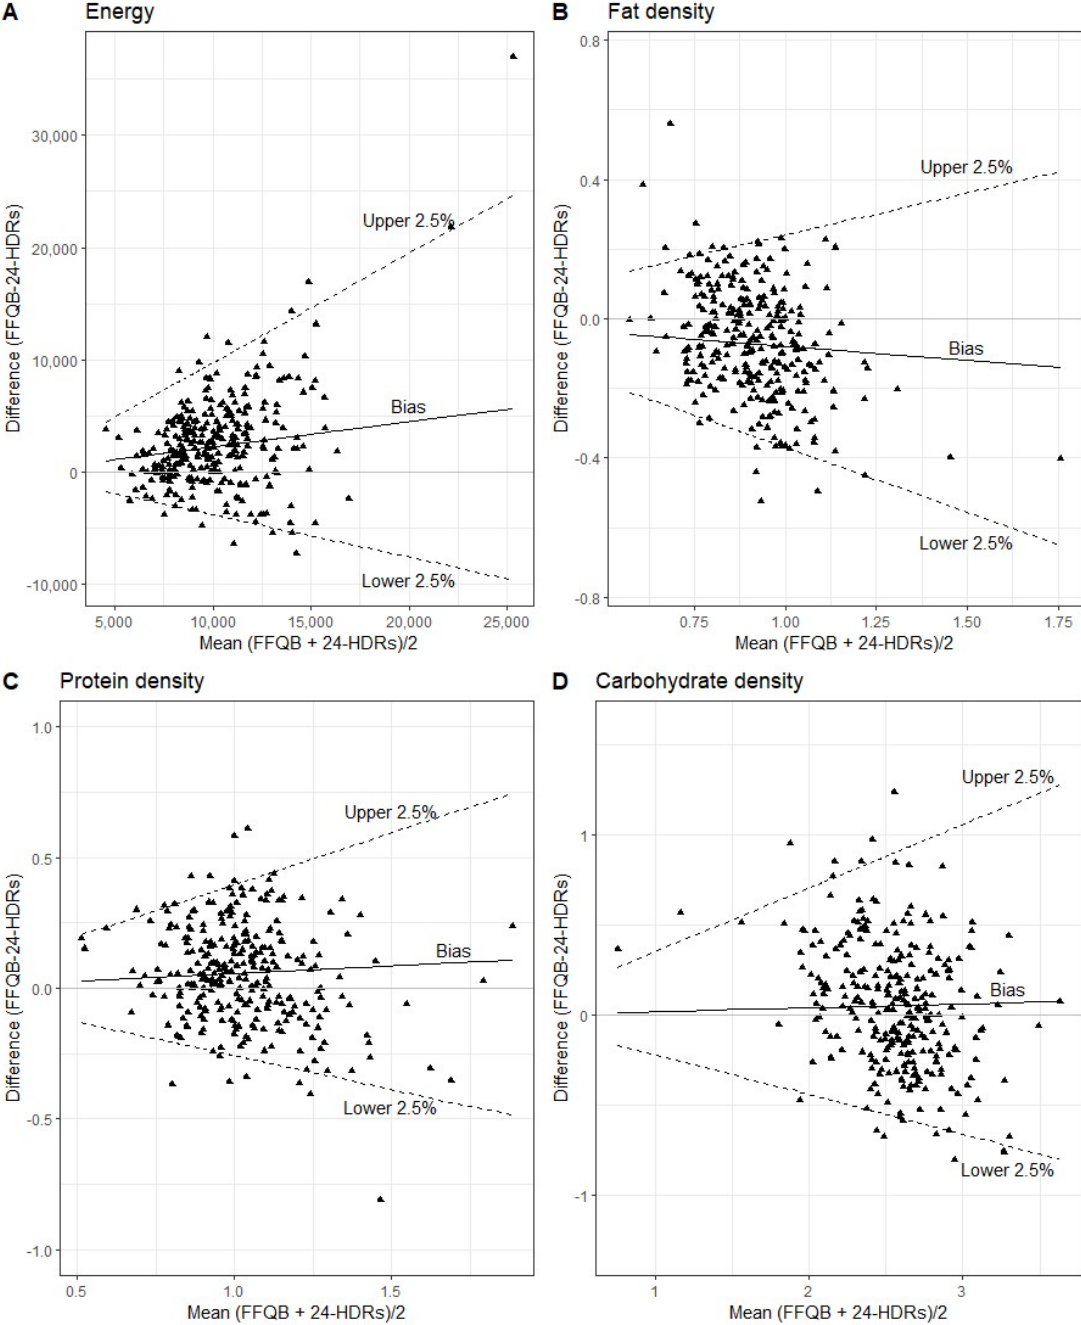 A Energy
30,000
20,000
10,000
0
-10,000
Difference (FFQB-24-HDRs)
Upper 2.5%
Bias
Lower 2.5%
5,000 10,000 15,000 20,000 25,000
Mean (FFQB + 24-HDRs)/2
B Fat density
0.8
0.4
0.0
-0.4
-0.8
Difference (FFQB-24-HDRs)
Upper 2.5%
Bias
Lower 2.5%
0.75 1.00 1.25 1.50 1.75
Mean (FFQB + 24-HDRs)/2
C Protein density
1.0
0.5
0.0
-0.5
-1.0
Difference (FFQB-24-HDRs)
Upper 2.5%
Bias
Lower 2.5%
0.5 1.0 1.5
Mean (FFQB + 24-HDRs)/2
D Carbohydrate density
1
0
-1
Difference (FFQB-24-HDRs)
Upper 2.5%
Bias
Lower 2.5%
1 2 3
Mean (FFQB + 24-HDRs)/2